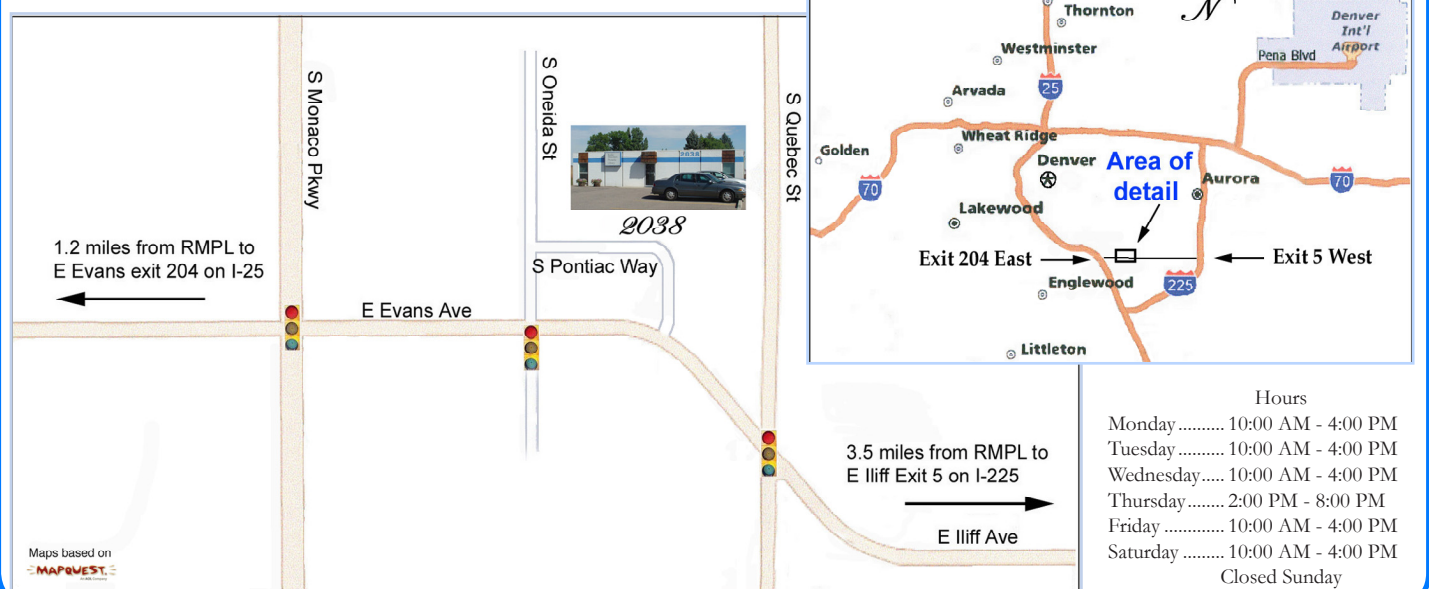 S Monaco Pkwy
S Oneida St
S Quebec St
2038
2038
S Pontiac Way
1.2 miles from RMPL to
E Evans exit 204 on I-25
E Evans Ave
3.5 miles from RMPL to
E Iliff Exit 5 on I-225
E Iliff Ave
Maps based on
MAPQUEST.
N
Thornton
Denver
Int'l
Airport
Westminster
Pena Blvd
25
Arvada
Wheat Ridge
Golden
Denver
Area of
detail
Aurora
70
70
Lakewood
Exit 204 East
Exit 5 West
Englewood
225
Littleton
Hours
Monday.......... 10:00 AM - 4:00 PM
Tuesday.......... 10:00 AM - 4:00 PM
Wednesday..... 10:00 AM - 4:00 PM
Thursday........ 2:00 PM - 8:00 PM
Friday ............. 10:00 AM - 4:00 PM
Saturday ......... 10:00 AM - 4:00 PM
Closed Sunday